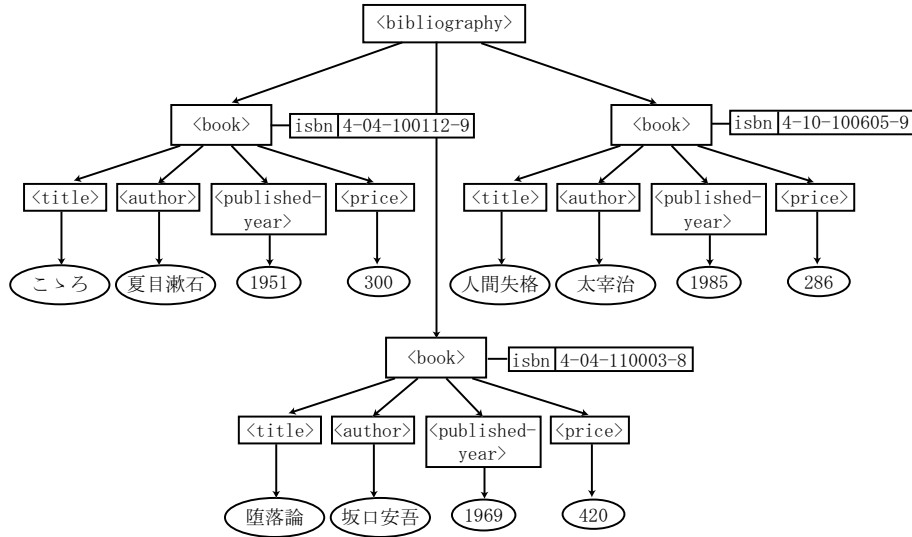 <bibliography>
<book>
isbn 4-04-100112-9
<book>
isbn 4-10-100605-9
<title>
<author>
<published-
year>
<price>
<title>
<author>
<published-
year>
<price>
こゝろ
夏目漱石
1951
300
人間失格
太宰治
1985
286
<book>
isbn 4-04-110003-8
<title>
<author>
<published-
year>
<price>
堕落論
坂口安吾
1969
420